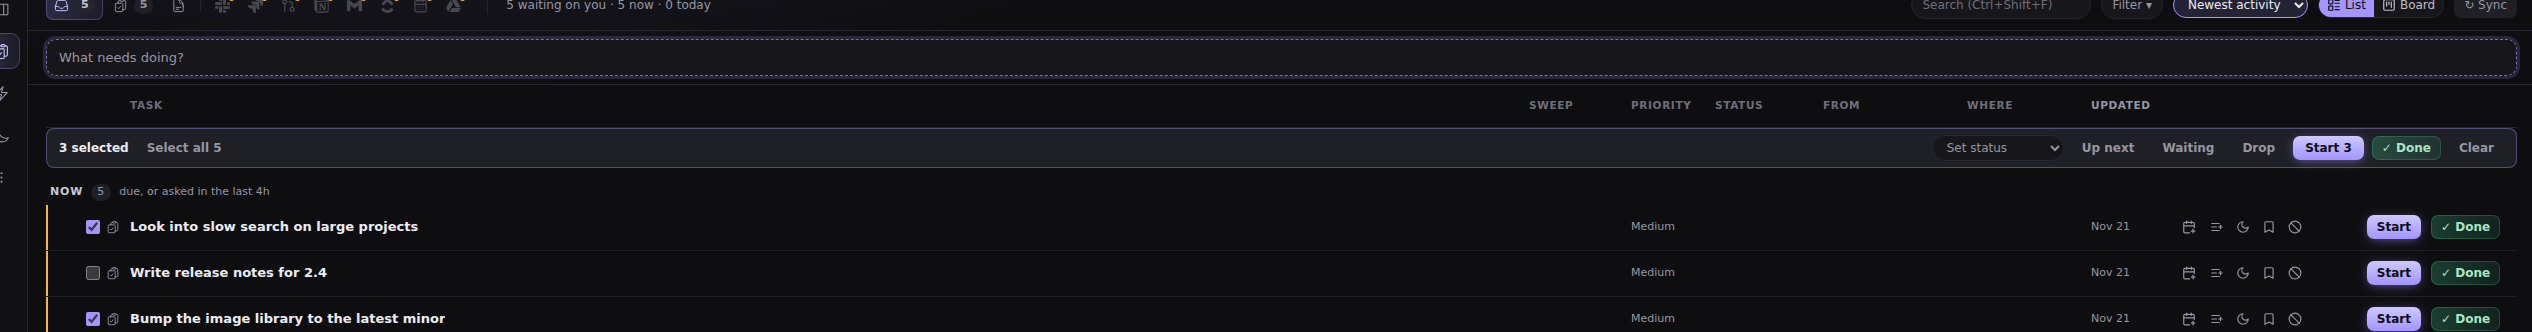 5 5 5 waiting on you · 5 now · 0 today Search (Ctrl+Shift+F) Filter ▾ Newest activity List Board ↻ Sync
What needs doing?
TASK SWEEP PRIORITY STATUS FROM WHERE UPDATED
3 selected Select all 5 Set status Up next Waiting Drop Start 3 ✓ Done Clear
NOW 5 due, or asked in the last 4h
Look into slow search on large projects Medium Nov 21 Start ✓ Done
Write release notes for 2.4 Medium Nov 21 Start ✓ Done
Bump the image library to the latest minor Medium Nov 21 Start ✓ Done